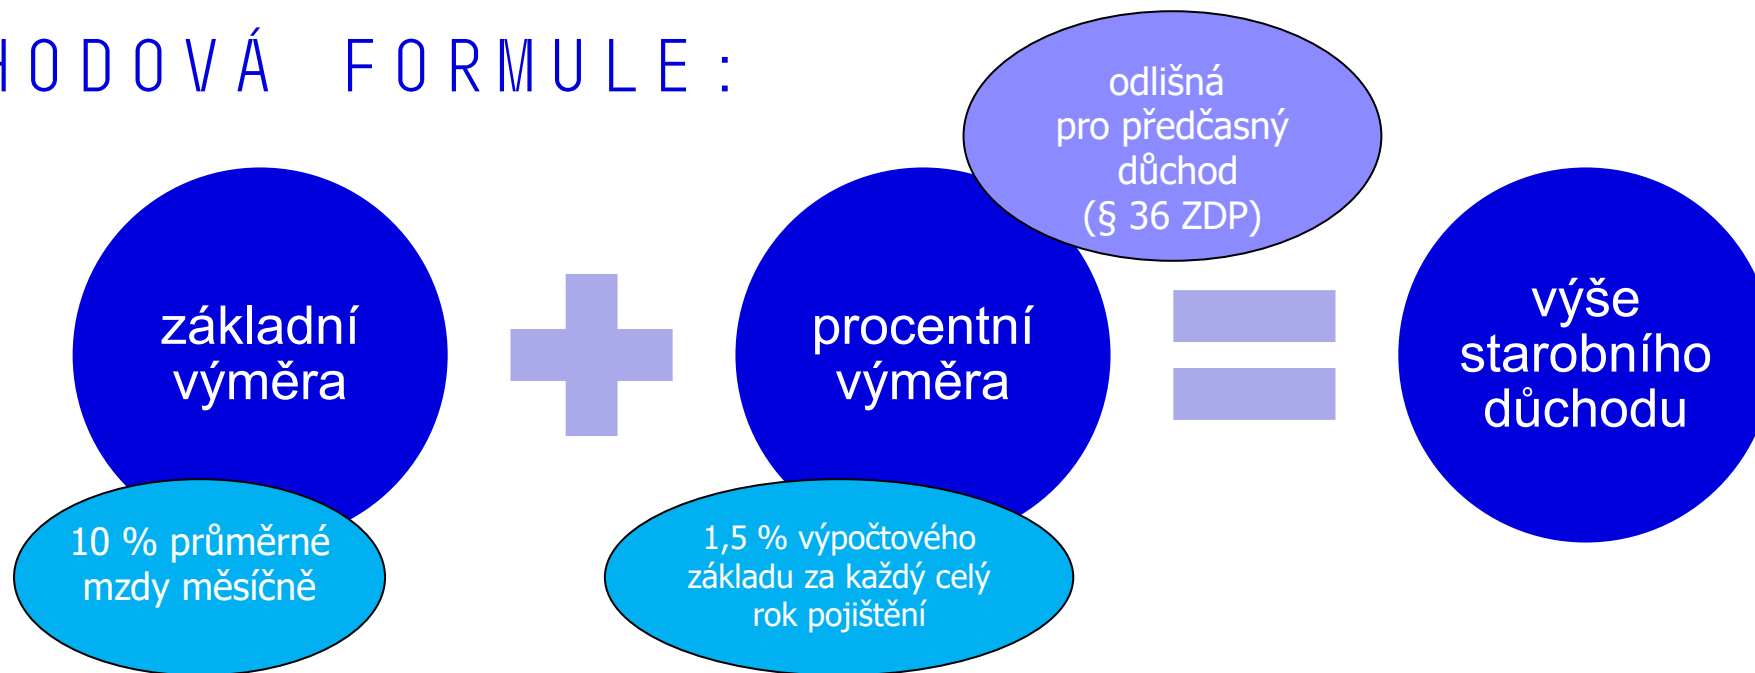 HODOVÁ FORMULE:
odlišná
pro předčasný
důchod
(§ 36 ZDP)
základní
výměra
procentní
výměra
výše
starobního
důchodu
10 % průměrné
mzdy měsíčně
1,5 % výpočtového
základu za každý celý
rok pojištění